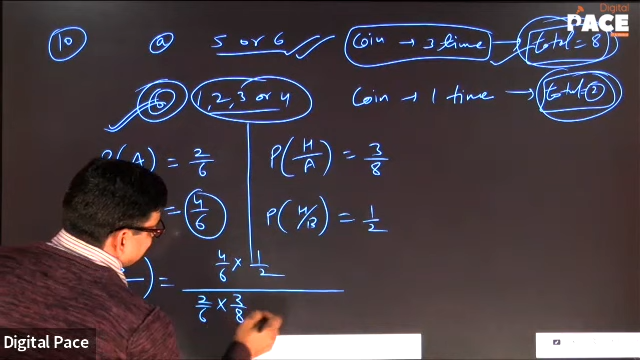 Digital
PACE
10 a 5 or 6 coin → 3 time → total = 8
b 1, 2, 3 or 4 coin → 1 time → total = 2
P(A) = 2/6 P(H/A) = 3/8
= 4/6 P(H/B) = 1/2
) = 4/6 × 1/2
2/6 × 3/8
Digital Pace